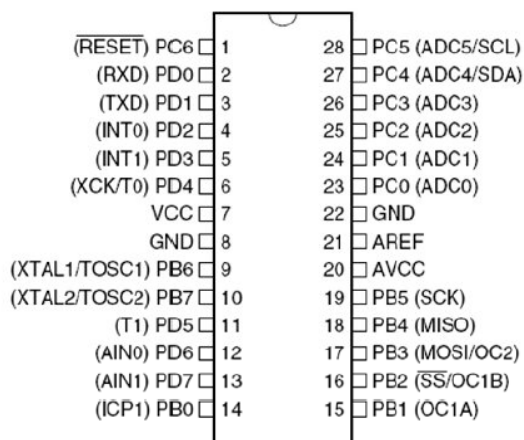 (RESET) PC6 1 28 PC5 (ADC5/SCL)
(RXD) PD0 2 27 PC4 (ADC4/SDA)
(TXD) PD1 3 26 PC3 (ADC3)
(INT0) PD2 4 25 PC2 (ADC2)
(INT1) PD3 5 24 PC1 (ADC1)
(XCK/T0) PD4 6 23 PC0 (ADC0)
VCC 7 22 GND
GND 8 21 AREF
(XTAL1/TOSC1) PB6 9 20 AVCC
(XTAL2/TOSC2) PB7 10 19 PB5 (SCK)
(T1) PD5 11 18 PB4 (MISO)
(AIN0) PD6 12 17 PB3 (MOSI/OC2)
(AIN1) PD7 13 16 PB2 (SS/OC1B)
(ICP1) PB0 14 15 PB1 (OC1A)